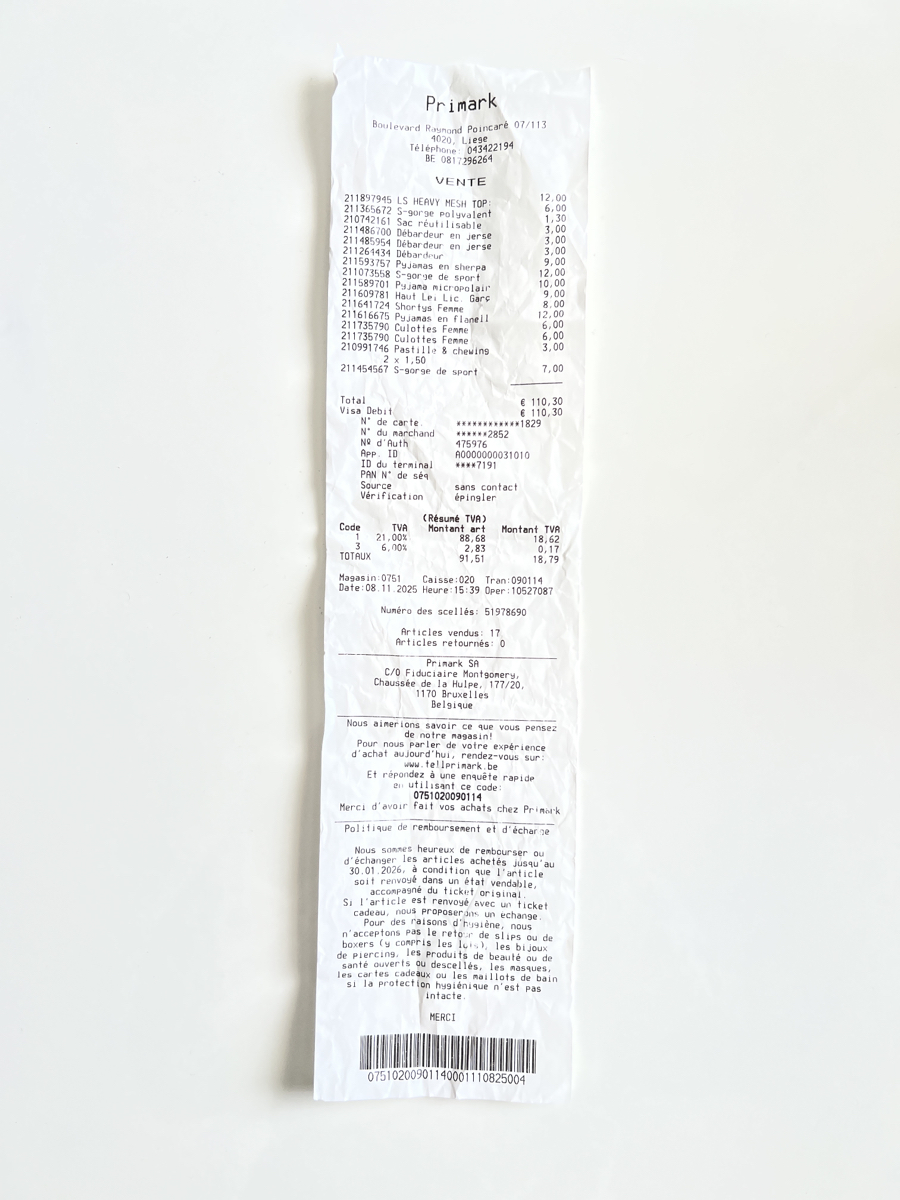 Primark
Boulevard Raymond Poincaré 07/113
4020, Liege
Téléphone: 043422194
BE 0817296264
VENTE
211897945 LS HEAVY MESH TOP: 12,00
211365672 S-gorge polyvalent 6,00
210742161 Sac réutilisable 1,30
211486700 Débardeur en jerse 3,00
211485954 Débardeur en jerse 3,00
211264434 Débardeur 3,00
211593757 Pyjamas en sherpa 9,00
211073558 S-gorge de sport 12,00
211589701 Pyjama micropolair 10,00
211609781 Haut Lei Lic. Garç 9,00
211641724 Shortys Femme 8,00
211616675 Pyjamas en flanell 12,00
211735790 Culottes Femme 6,00
211735790 Culottes Femme 6,00
210991746 Pastille & chewing 3,00
2 x 1,50
211454567 S-gorge de sport 7,00
Total € 110,30
Visa Debit € 110,30
N° de carte. ************1829
N° du marchand ******2852
Nº d'Auth 475976
App. ID A0000000031010
ID du terminal ****7191
PAN N° de séq
Source sans contact
Vérification épingler
(Résumé TVA)
Code TVA Montant art Montant TVA
1 21,00% 88,68 18,62
3 6,00% 2,83 0,17
TOTAUX 91,51 18,79
Magasin:0751 Caisse:020 Tran:090114
Date:08.11.2025 Heure:15:39 Oper:10527087
Numéro des scellés: 51978690
Articles vendus: 17
Articles retournés: 0
Primark SA
C/O Fiduciaire Montgomery,
Chaussée de la Hulpe, 177/20,
1170 Bruxelles
Belgique
Nous aimerions savoir ce que vous pensez
de notre magasin!
Pour nous parler de votre expérience
d'achat aujourd'hui, rendez-vous sur:
www.tellprimark.be
Et répondez à une enquête rapide
en utilisant ce code:
0751020090114
Merci d'avoir fait vos achats chez Primark
Politique de remboursement et d'échange
Nous sommes heureux de rembourser ou
d'échanger les articles achetés jusqu'au
30.01.2026, à condition que l'article
soit renvoyé dans un état vendable,
accompagné du ticket original.
Si l'article est renvoyé avec un ticket
cadeau, nous proposerons un échange.
Pour des raisons d'hygiène, nous
n'acceptons pas le retour de slips ou de
boxers (y compris les lots), les bijoux
de piercing, les produits de beauté ou de
santé ouverts ou descellés, les masques,
les cartes cadeaux ou les maillots de bain
si la protection hygiénique n'est pas
intacte.
MERCI
07510200901140001110825004